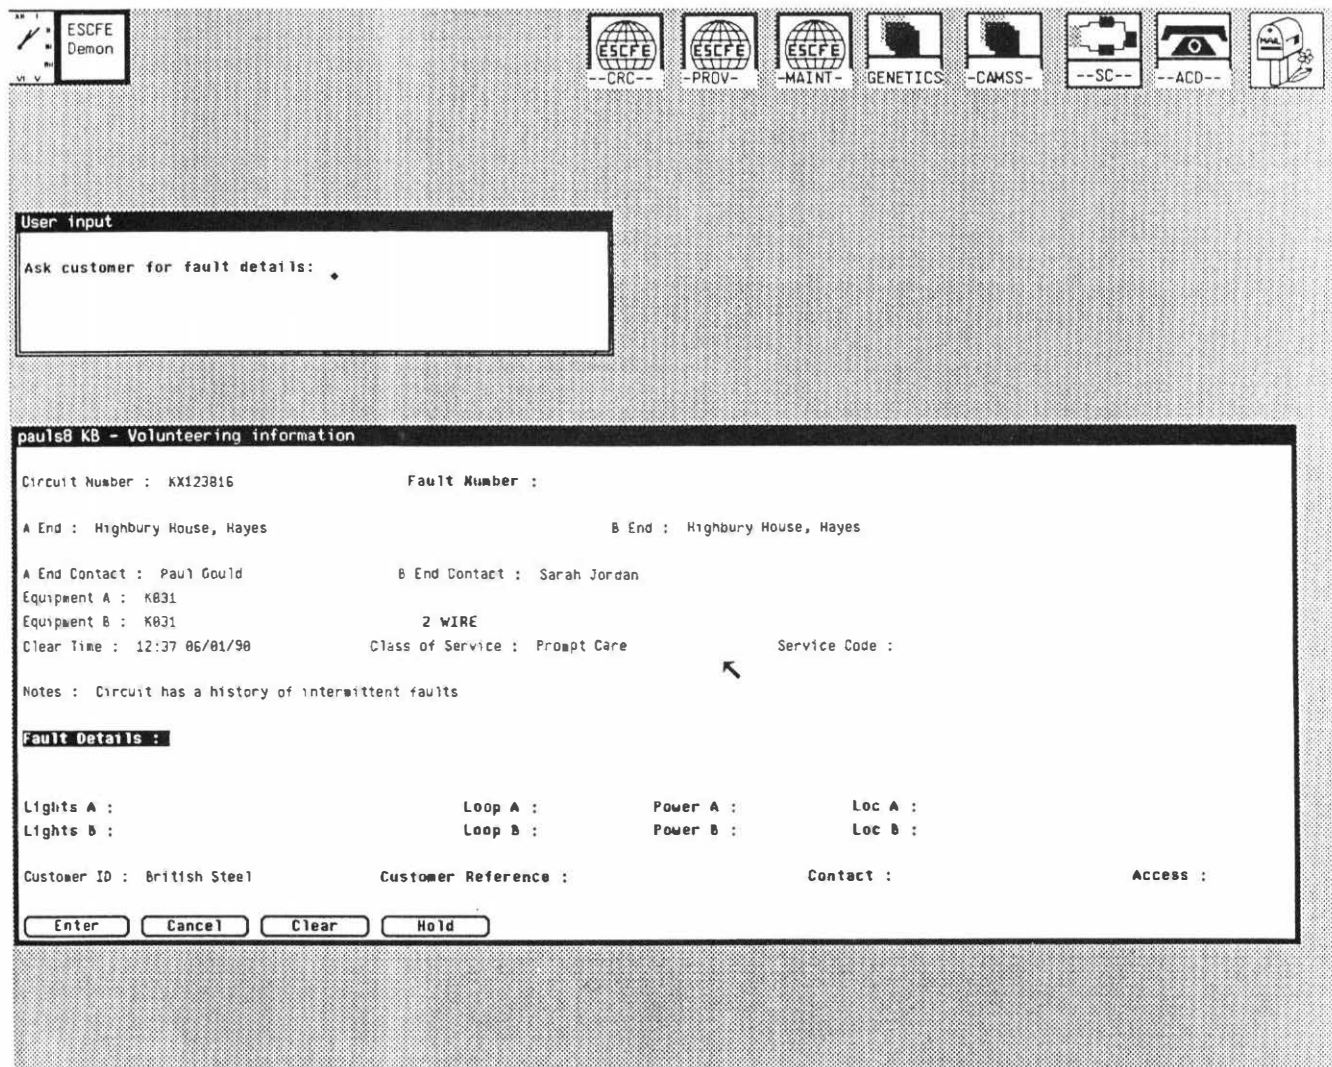 ESCFE
Demon
VI V
ESCFE ESCFE ESCFE MAIL
--CRC-- -PROV- -MAINT- GENETICS -CAMSS- --SC-- --ACD--
User input
Ask customer for fault details:
pauls8 KB - Volunteering information
Circuit Number : KX123816 Fault Number :
A End : Highbury House, Hayes B End : Highbury House, Hayes
A End Contact : Paul Gould B End Contact : Sarah Jordan
Equipment A : K031
Equipment B : K031 2 WIRE
Clear Time : 12:37 06/01/90 Class of Service : Prompt Care Service Code :
Notes : Circuit has a history of intermittent faults
Fault Details :
Lights A : Loop A : Power A : Loc A :
Lights B : Loop B : Power B : Loc B :
Customer ID : British Steel Customer Reference : Contact : Access :
Enter Cancel Clear Hold